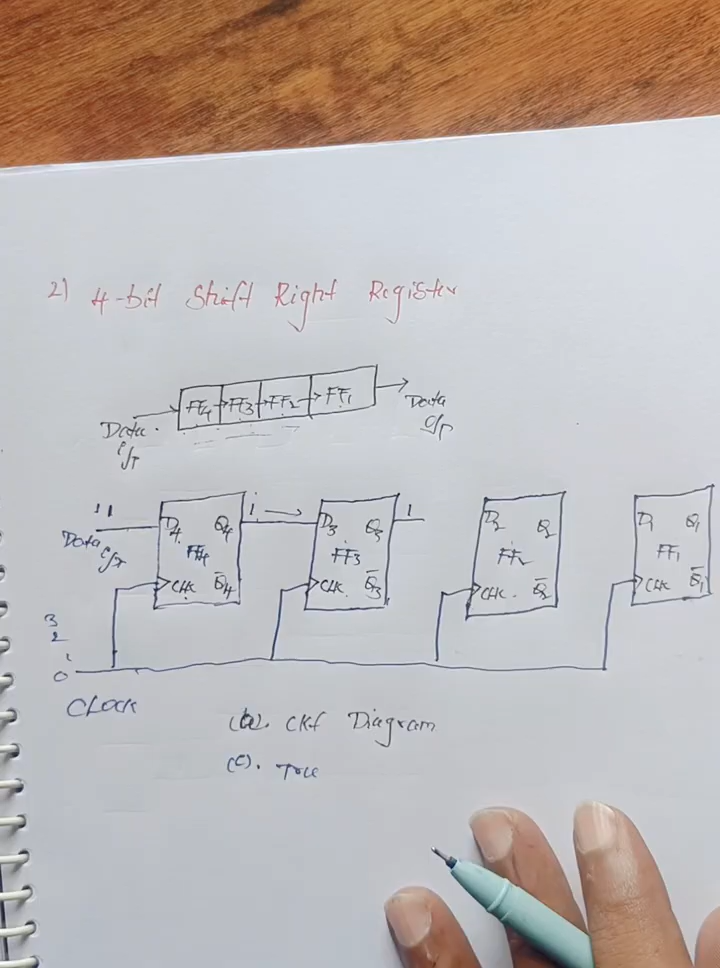 2) 4-bit Shift Right Register
FF4 FF3 FF2 FF1
Data i/p
Data o/p
1 1 1 1
D4 Q4 D3 Q3 D2 Q2 D1 Q1
Data i/p
FF4 FF3 FF2 FF1
CLK Q̅4 CLK Q̅3 CLK Q̅2 CLK Q̅1
3
2
1
0
CLOCK
(b). CKt Diagram
(C).